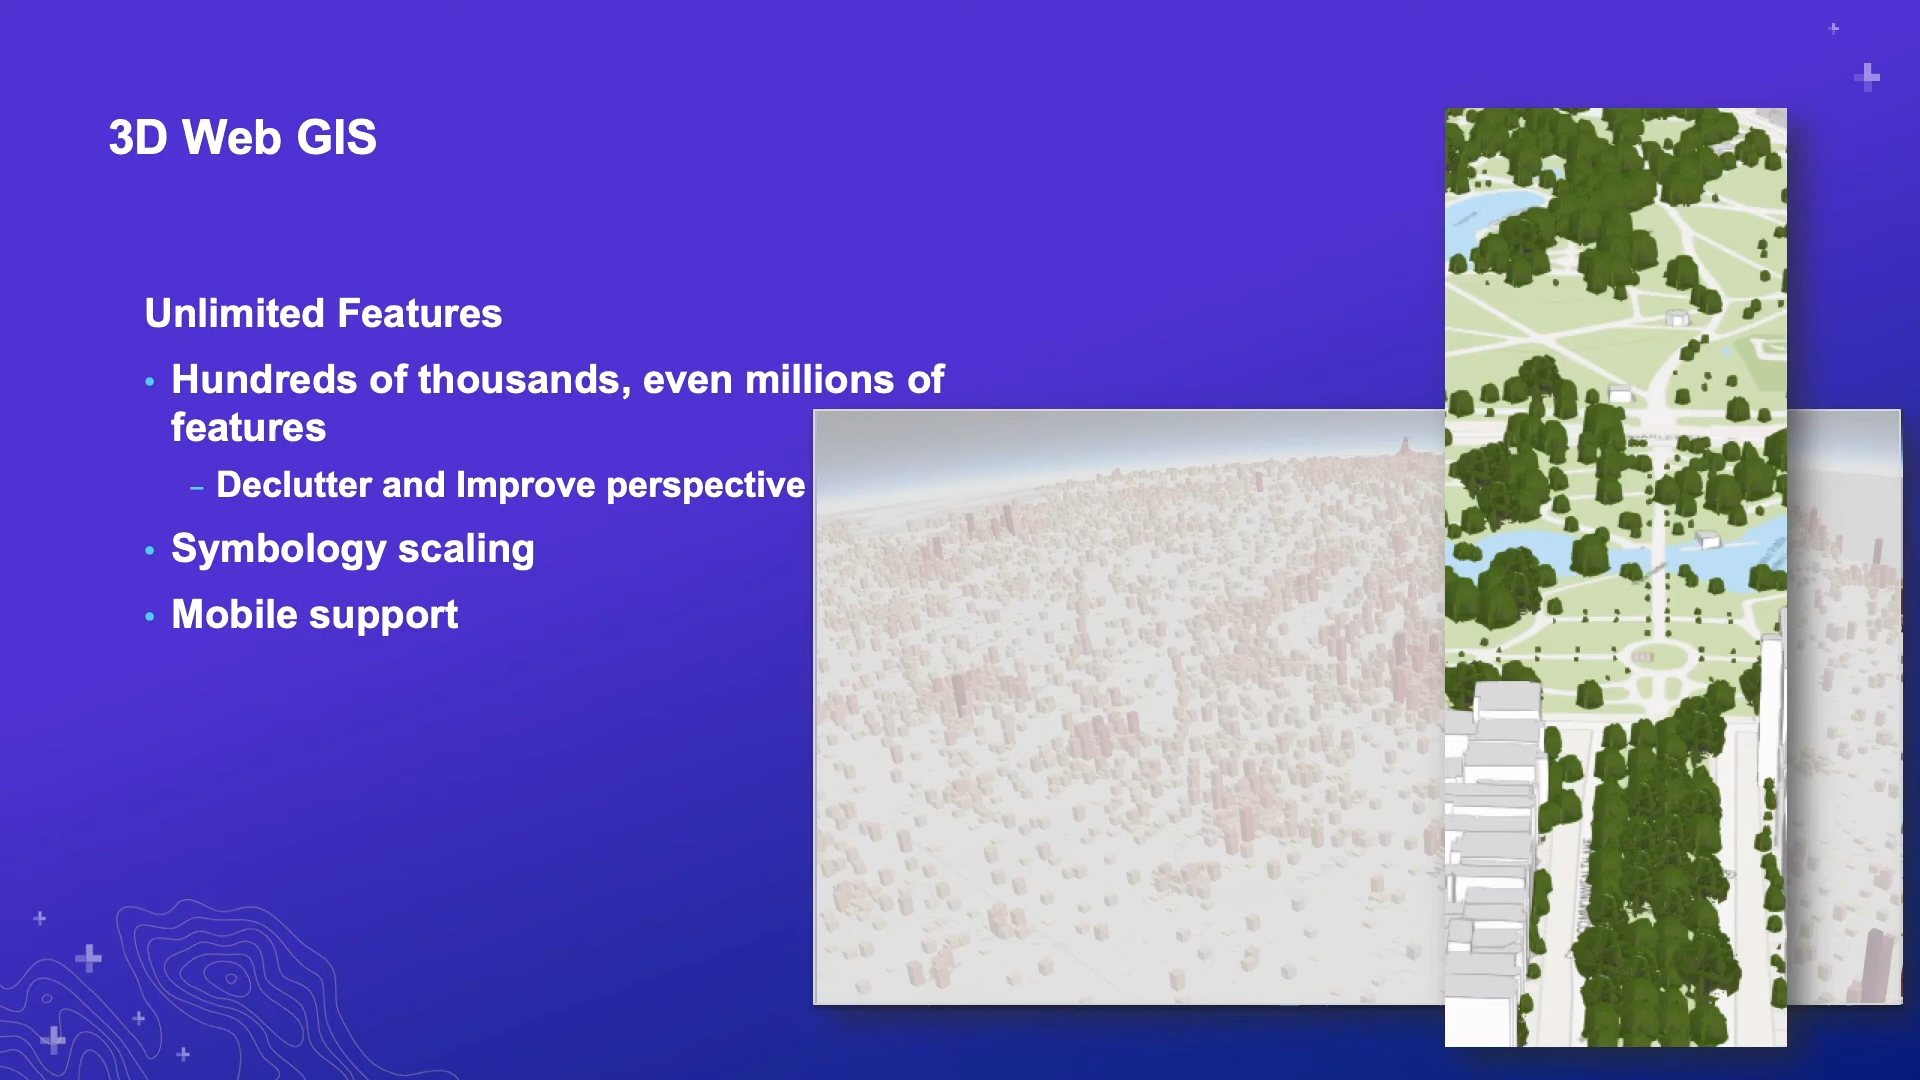 3D Web GIS
Unlimited Features
• Hundreds of thousands, even millions of
features
– Declutter and Improve perspective
• Symbology scaling
• Mobile support